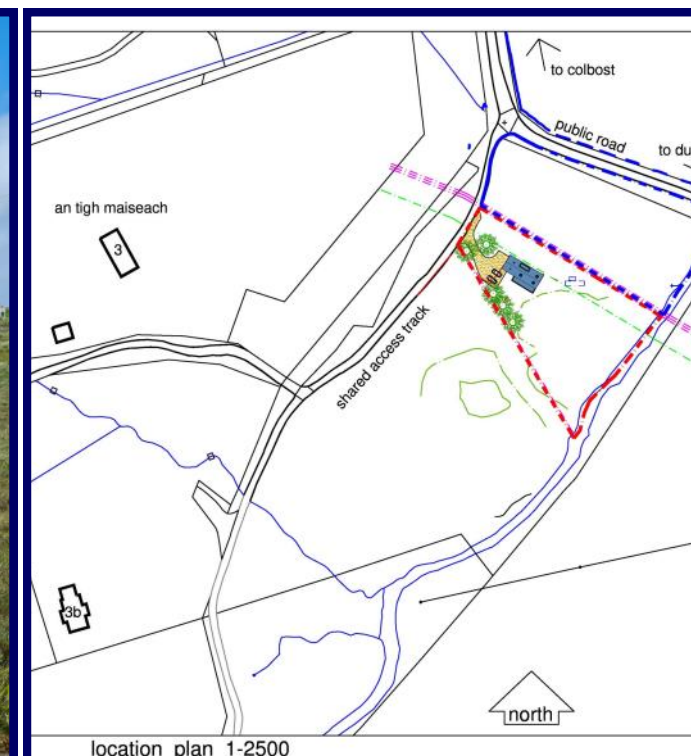 to colbost
public road
to du
an tigh maiseach
3
shared access track
3b
north
location plan 1-2500